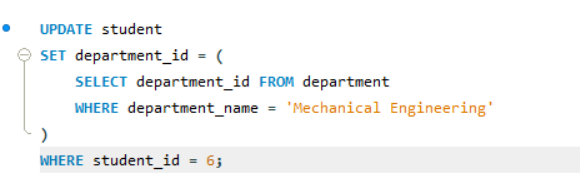 UPDATE student
SET department_id = (
SELECT department_id FROM department
WHERE department_name = 'Mechanical Engineering'
)
WHERE student_id = 6;